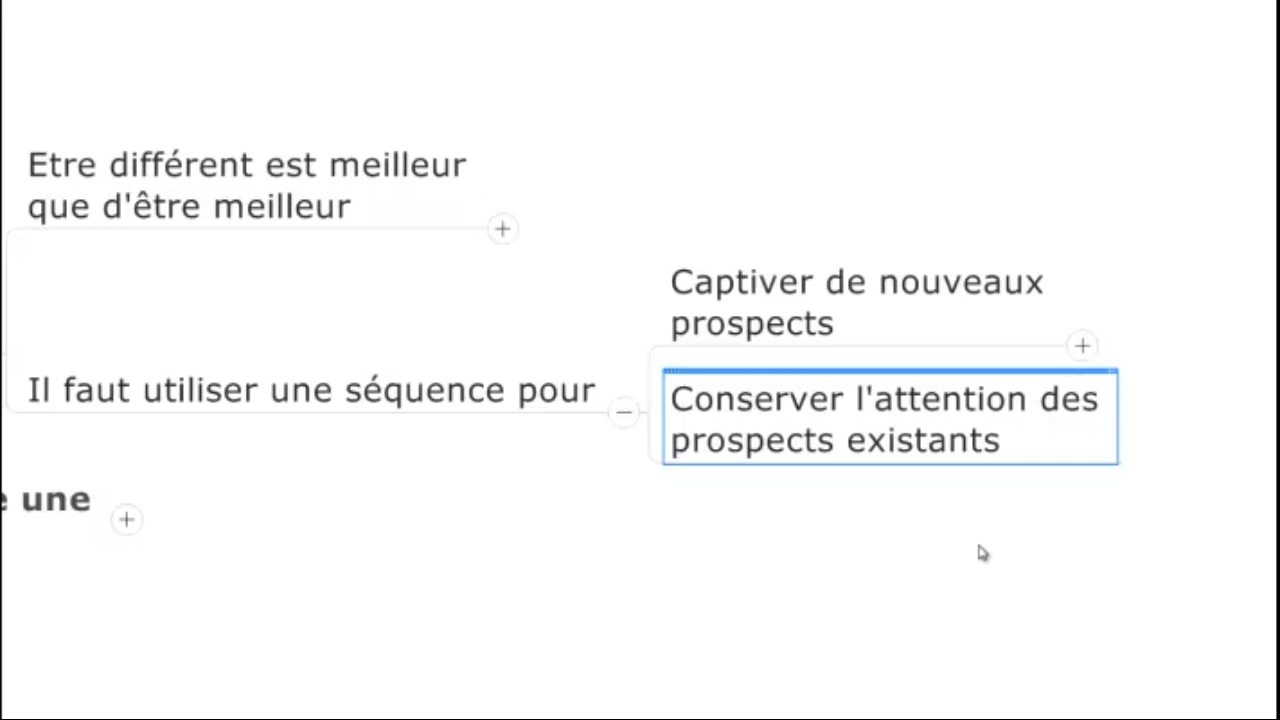 Etre différent est meilleur
que d'être meilleur
Captiver de nouveaux
prospects
Il faut utiliser une séquence pour
Conserver l'attention des
prospects existants
une